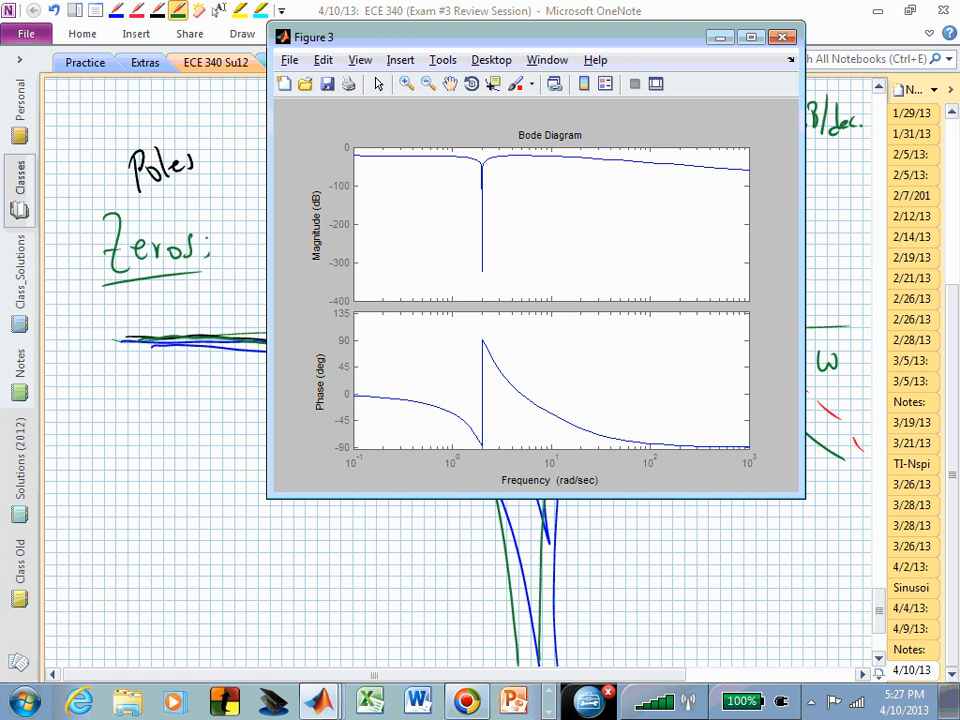 4/10/13: ECE 340 (Exam #3 Review Session) - Microsoft OneNote
File Home Insert Share Draw
Practice Extras ECE 340 Su12
h All Notebooks (Ctrl+E)
Personal
Classes
Class_Solutions
Notes
Solutions (2012)
Class Old
Poles
Zeros:
B/dec.
ω
Figure 3
File Edit View Insert Tools Desktop Window Help
Bode Diagram
Magnitude (dB)
0
-100
-200
-300
-400
Phase (deg)
135
90
45
0
-45
-90
10^-1 10^0 10^1 10^2 10^3
Frequency (rad/sec)
N...
1/29/13
1/31/13
2/5/13:
2/5/13:
2/7/201
2/12/13
2/14/13
2/19/13
2/21/13
2/26/13
2/26/13
2/28/13
3/5/13:
3/5/13:
Notes:
3/19/13
3/21/13
TI-Nspi
3/26/13
3/28/13
3/28/13
3/26/13
4/2/13:
Sinusoi
4/4/13:
4/9/13:
Notes:
4/10/13
100%
5:27 PM
4/10/2013